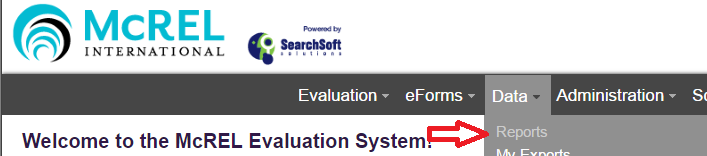 McREL
INTERNATIONAL
Powered by
SearchSoft
solutions
Evaluation eForms Data Administration
Welcome to the McREL Evaluation System!
Reports
My Exports